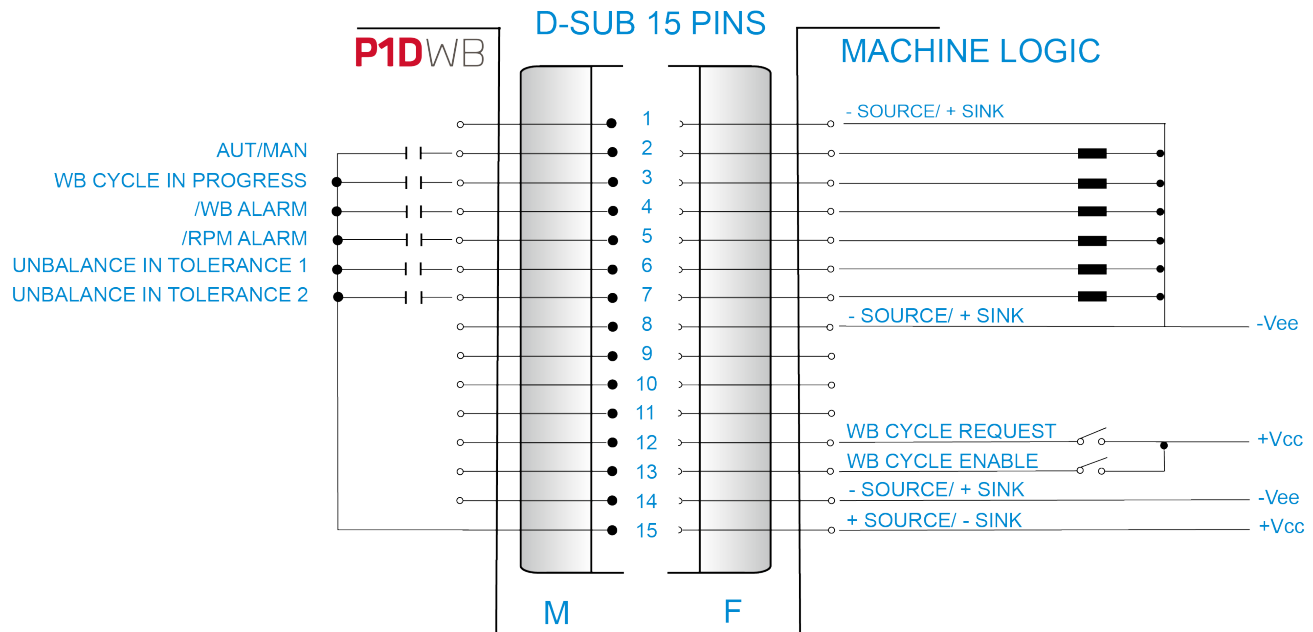 D-SUB 15 PINS
P1DWB
MACHINE LOGIC
1
- SOURCE/ + SINK
AUT/MAN
2
WB CYCLE IN PROGRESS
3
/WB ALARM
4
/RPM ALARM
5
UNBALANCE IN TOLERANCE 1
6
UNBALANCE IN TOLERANCE 2
7
8
- SOURCE/ + SINK
-Vee
9
10
11
12
WB CYCLE REQUEST
+Vcc
13
WB CYCLE ENABLE
14
- SOURCE/ + SINK
-Vee
15
+ SOURCE/ - SINK
+Vcc
M
F